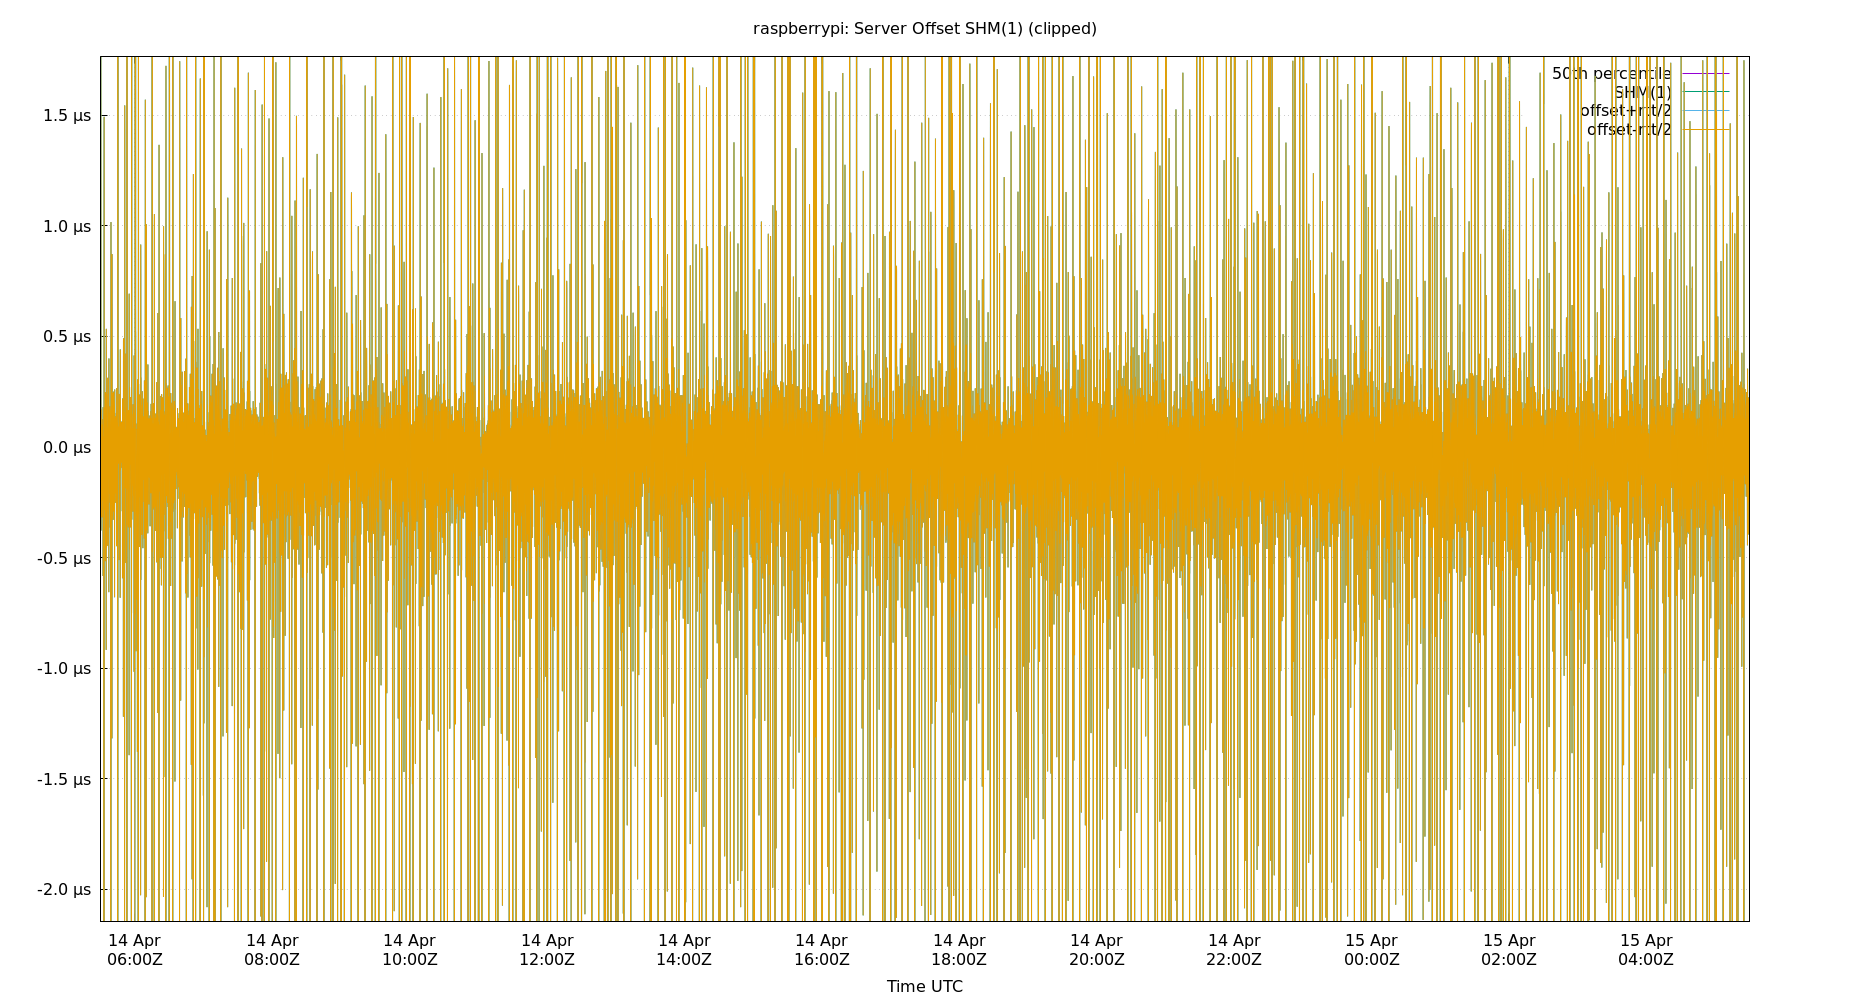 raspberrypi: Server Offset SHM(1) (clipped)
50th percentile
SHM(1)
offset+rtt/2
offset-rtt/2
1.5 µs
1.0 µs
0.5 µs
0.0 µs
-0.5 µs
-1.0 µs
-1.5 µs
-2.0 µs
14 Apr 14 Apr 14 Apr 14 Apr 14 Apr 14 Apr 14 Apr 14 Apr 14 Apr 15 Apr 15 Apr 15 Apr
06:00Z 08:00Z 10:00Z 12:00Z 14:00Z 16:00Z 18:00Z 20:00Z 22:00Z 00:00Z 02:00Z 04:00Z
Time UTC